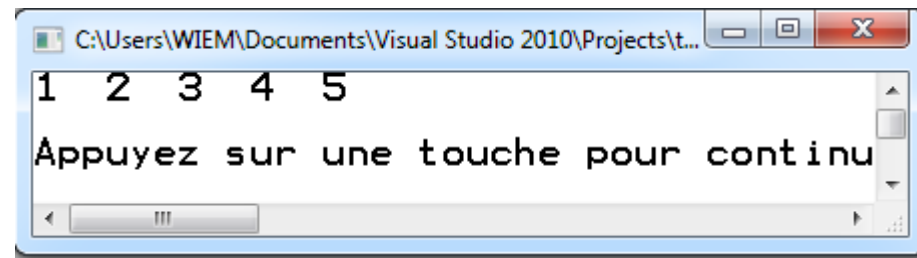 C:\Users\WIEM\Documents\Visual Studio 2010\Projects\t...
1 2 3 4 5
Appuyez sur une touche pour continu